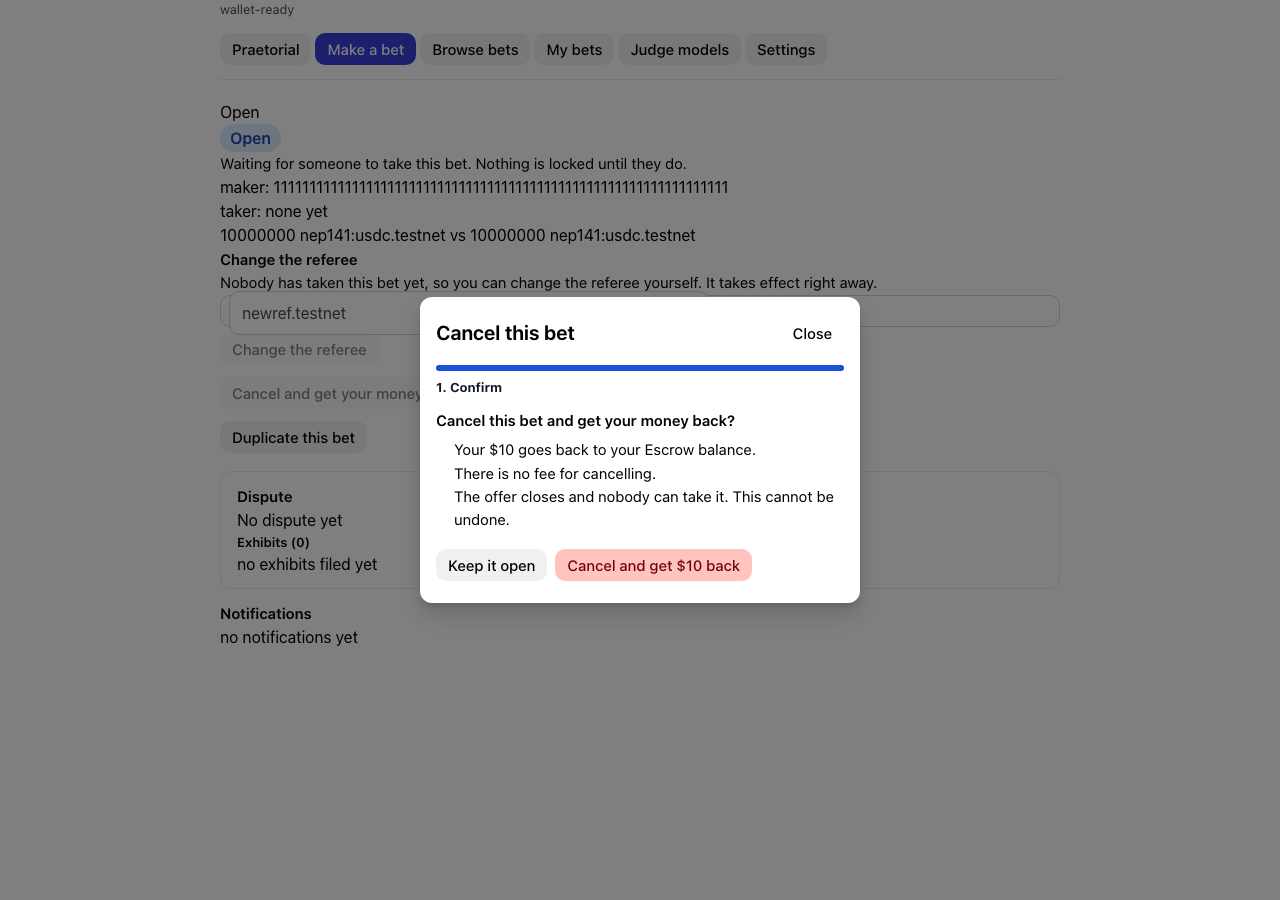 wallet-ready
Praetorial
Make a bet
Browse bets
My bets
Judge models
Settings
Open
Open
Waiting for someone to take this bet. Nothing is locked until they do.
maker: 1111111111111111111111111111111111111111111111111111111111111111
taker: none yet
10000000 nep141:usdc.testnet vs 10000000 nep141:usdc.testnet
Change the referee
Nobody has taken this bet yet, so you can change the referee yourself. It takes effect right away.
newref.testnet
Change the referee
Cancel and get your money
Duplicate this bet
Dispute
No dispute yet
Exhibits (0)
no exhibits filed yet
Notifications
no notifications yet
Cancel this bet
Close
1. Confirm
Cancel this bet and get your money back?
Your $10 goes back to your Escrow balance.
There is no fee for cancelling.
The offer closes and nobody can take it. This cannot be
undone.
Keep it open
Cancel and get $10 back